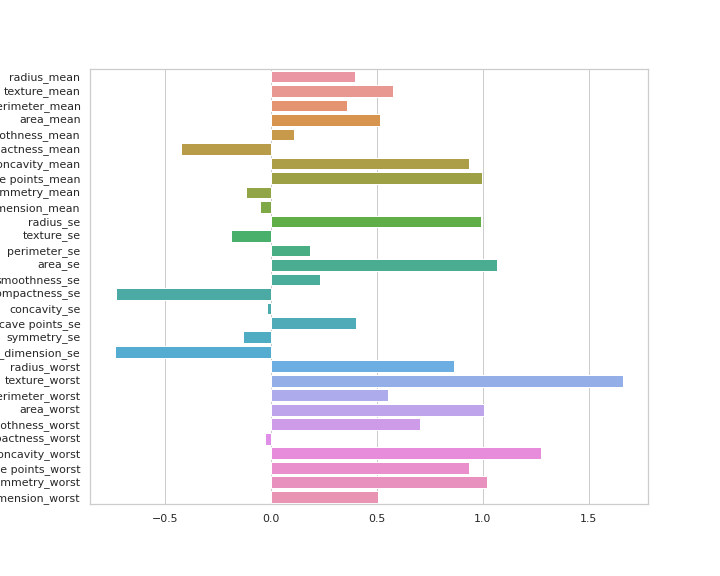 radius_mean
texture_mean
erimeter_mean
area_mean
othness_mean
actness_mean
oncavity_mean
e points_mean
mmetry_mean
mension_mean
radius_se
texture_se
perimeter_se
area_se
smoothness_se
ompactness_se
concavity_se
cave points_se
symmetry_se
_dimension_se
radius_worst
texture_worst
erimeter_worst
area_worst
othness_worst
actness_worst
oncavity_worst
e points_worst
mmetry_worst
mension_worst
−0.5 0.0 0.5 1.0 1.5